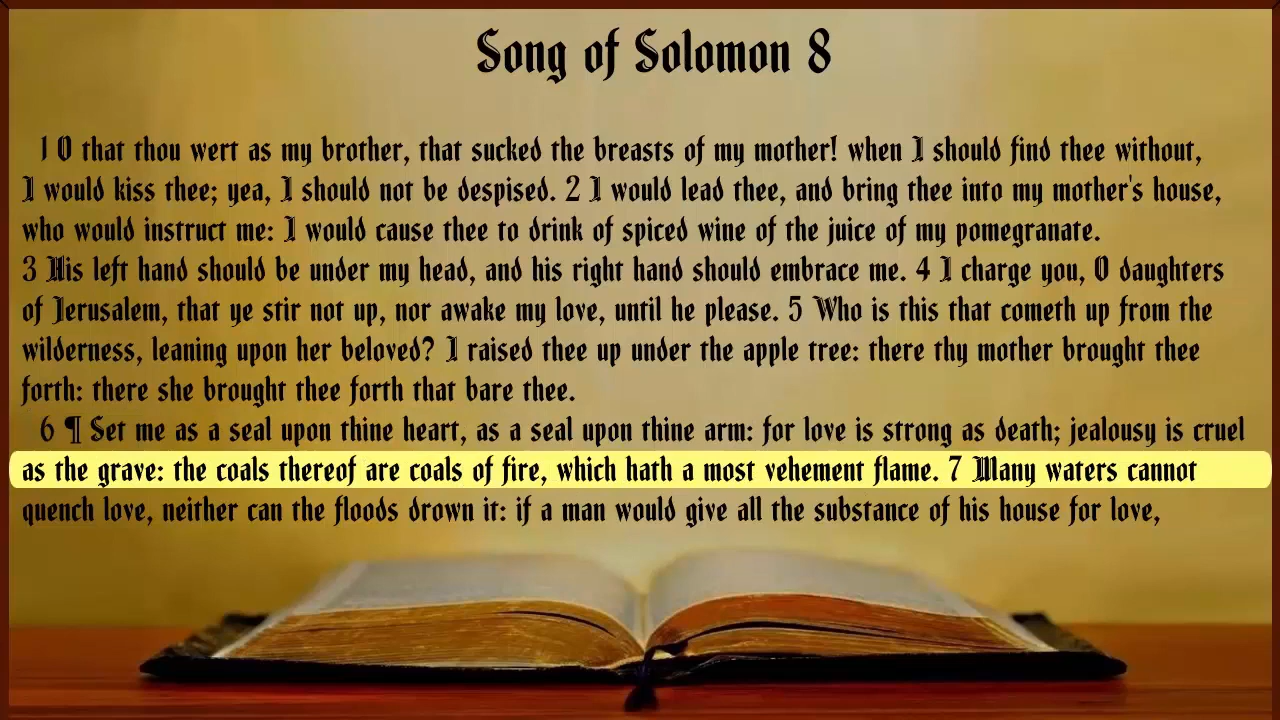 Song of Solomon 8
1 O that thou wert as my brother, that sucked the breasts of my mother! when I should find thee without,
I would kiss thee; yea, I should not be despised. 2 I would lead thee, and bring thee into my mother's house,
who would instruct me: I would cause thee to drink of spiced wine of the juice of my pomegranate.
3 His left hand should be under my head, and his right hand should embrace me. 4 I charge you, O daughters
of Jerusalem, that ye stir not up, nor awake my love, until he please. 5 Who is this that cometh up from the
wilderness, leaning upon her beloved? I raised thee up under the apple tree: there thy mother brought thee
forth: there she brought thee forth that bare thee.
6 ¶ Set me as a seal upon thine heart, as a seal upon thine arm: for love is strong as death; jealousy is cruel
as the grave: the coals thereof are coals of fire, which hath a most vehement flame. 7 Many waters cannot
quench love, neither can the floods drown it: if a man would give all the substance of his house for love,